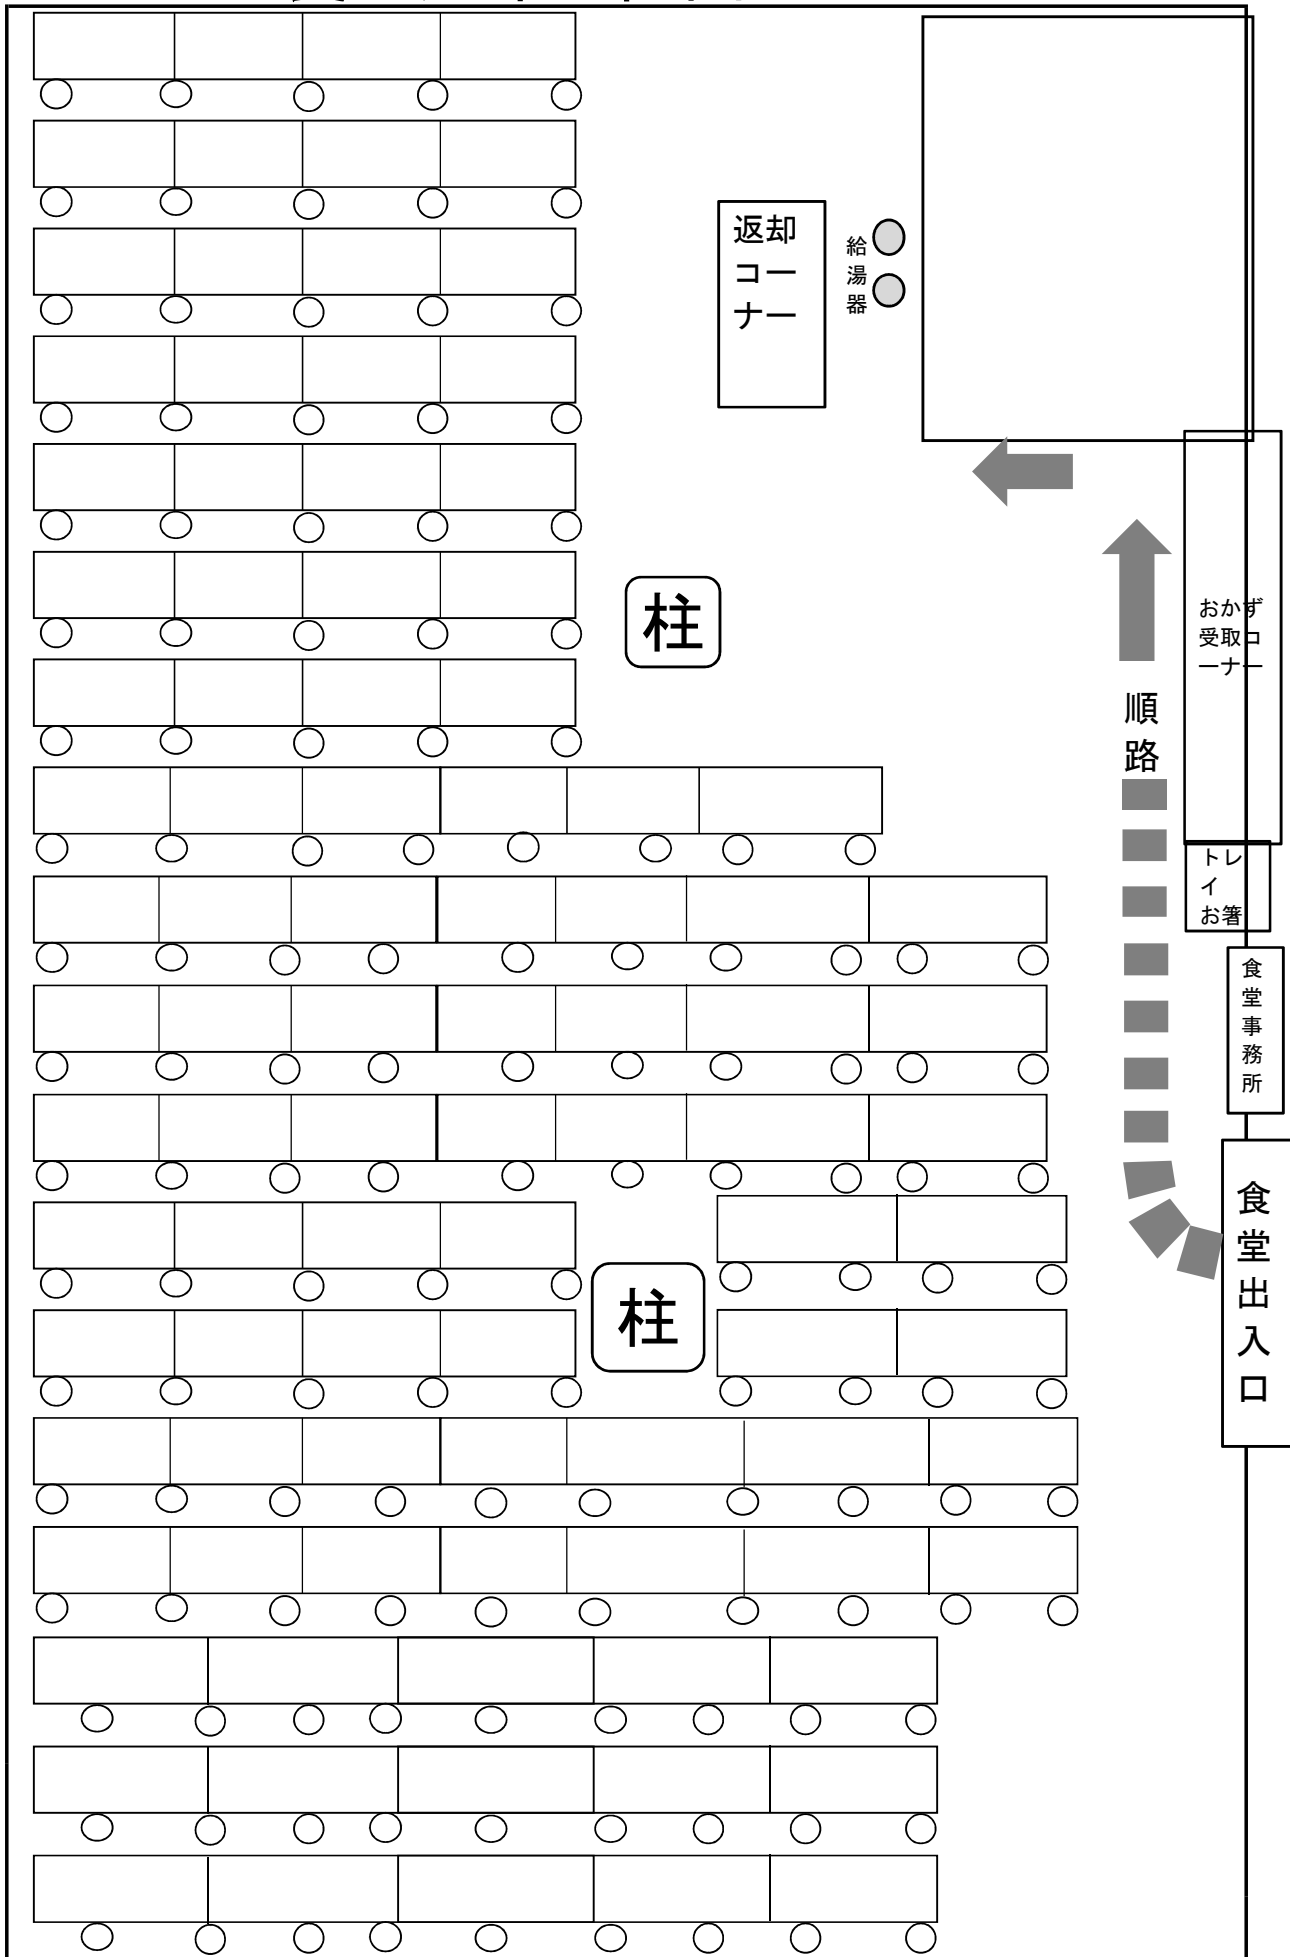 返却
コー
ナー
給
湯
器
柱
おかず
受取コ
ーナー
順
路
トレ
イ
お箸
食
堂
事
務
所
食
堂
出
入
口
柱